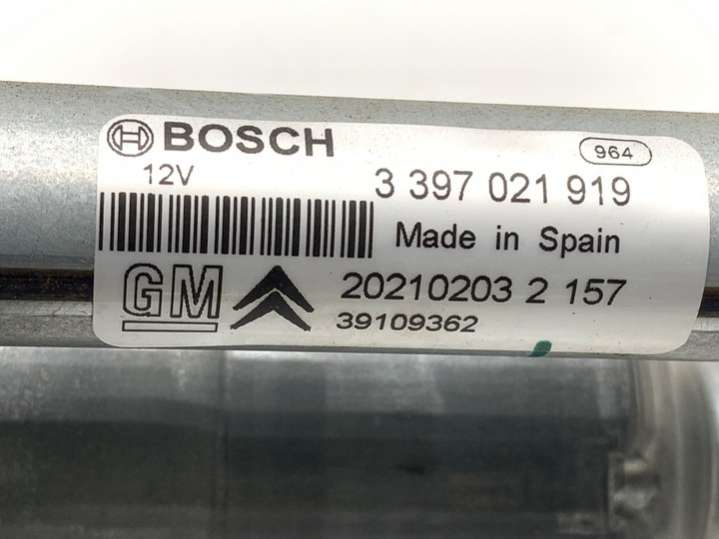 BOSCH
964
12V
3 397 021 919
Made in Spain
GM
20210203 2 157
39109362